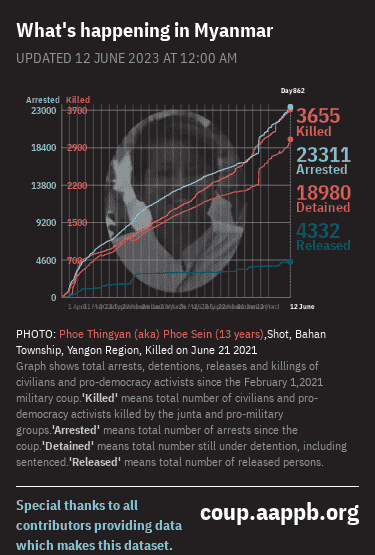 What's happening in Myanmar
UPDATED 12 JUNE 2023 AT 12:00 AM
Day862
Arrested Killed
23000 3700
3655
Killed
18400 2900
23311
Arrested
13800 2200
18980
Detained
9200 1500
4332
Released
4600 700
0
12 June
PHOTO: Phoe Thingyan (aka) Phoe Sein (13 years),Shot, Bahan
Township, Yangon Region, Killed on June 21 2021
Graph shows total arrests, detentions, releases and killings of
civilians and pro-democracy activists since the February 1,2021
military coup.'Killed' means total number of civilians and pro-
democracy activists killed by the junta and pro-military
groups.'Arrested' means total number of arrests since the
coup.'Detained' means total number still under detention, including
sentenced.'Released' means total number of released persons.
Special thanks to all
contributors providing data
which makes this dataset.
coup.aappb.org